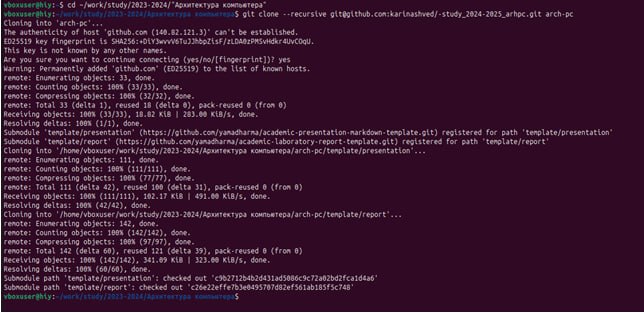 vboxuser@hiy:~$ cd ~/work/study/2023-2024/"Архитектура компьютера"
vboxuser@hiy:~/work/study/2023-2024/Архитектура компьютера$ git clone --recursive git@github.com:karinashved/-study_2024-2025_arhpc.git arch-pc
Cloning into 'arch-pc'...
The authenticity of host 'github.com (140.82.121.3)' can't be established.
ED25519 key fingerprint is SHA256:+DiY3wvvV6TuJJhbpZisF/zLDA0zPMSvHdkr4UvCOqU.
This key is not known by any other names.
Are you sure you want to continue connecting (yes/no/[fingerprint])? yes
Warning: Permanently added 'github.com' (ED25519) to the list of known hosts.
remote: Enumerating objects: 33, done.
remote: Counting objects: 100% (33/33), done.
remote: Compressing objects: 100% (32/32), done.
remote: Total 33 (delta 1), reused 18 (delta 0), pack-reused 0 (from 0)
Receiving objects: 100% (33/33), 18.82 KiB | 283.00 KiB/s, done.
Resolving deltas: 100% (1/1), done.
Submodule 'template/presentation' (https://github.com/yamadharma/academic-presentation-markdown-template.git) registered for path 'template/presentation'
Submodule 'template/report' (https://github.com/yamadharma/academic-laboratory-report-template.git) registered for path 'template/report'
Cloning into '/home/vboxuser/work/study/2023-2024/Архитектура компьютера/arch-pc/template/presentation'...
remote: Enumerating objects: 111, done.
remote: Counting objects: 100% (111/111), done.
remote: Compressing objects: 100% (77/77), done.
remote: Total 111 (delta 42), reused 100 (delta 31), pack-reused 0 (from 0)
Receiving objects: 100% (111/111), 102.17 KiB | 491.00 KiB/s, done.
Resolving deltas: 100% (42/42), done.
Cloning into '/home/vboxuser/work/study/2023-2024/Архитектура компьютера/arch-pc/template/report'...
remote: Enumerating objects: 142, done.
remote: Counting objects: 100% (142/142), done.
remote: Compressing objects: 100% (97/97), done.
remote: Total 142 (delta 60), reused 121 (delta 39), pack-reused 0 (from 0)
Receiving objects: 100% (142/142), 341.09 KiB | 323.00 KiB/s, done.
Resolving deltas: 100% (60/60), done.
Submodule path 'template/presentation': checked out 'c9b2712b4b2d431ad5086c9c72a02bd2fca1d4a6'
Submodule path 'template/report': checked out 'c26e22effe7b3e0495707d82ef561ab185f5c748'
vboxuser@hiy:~/work/study/2023-2024/Архитектура компьютера$